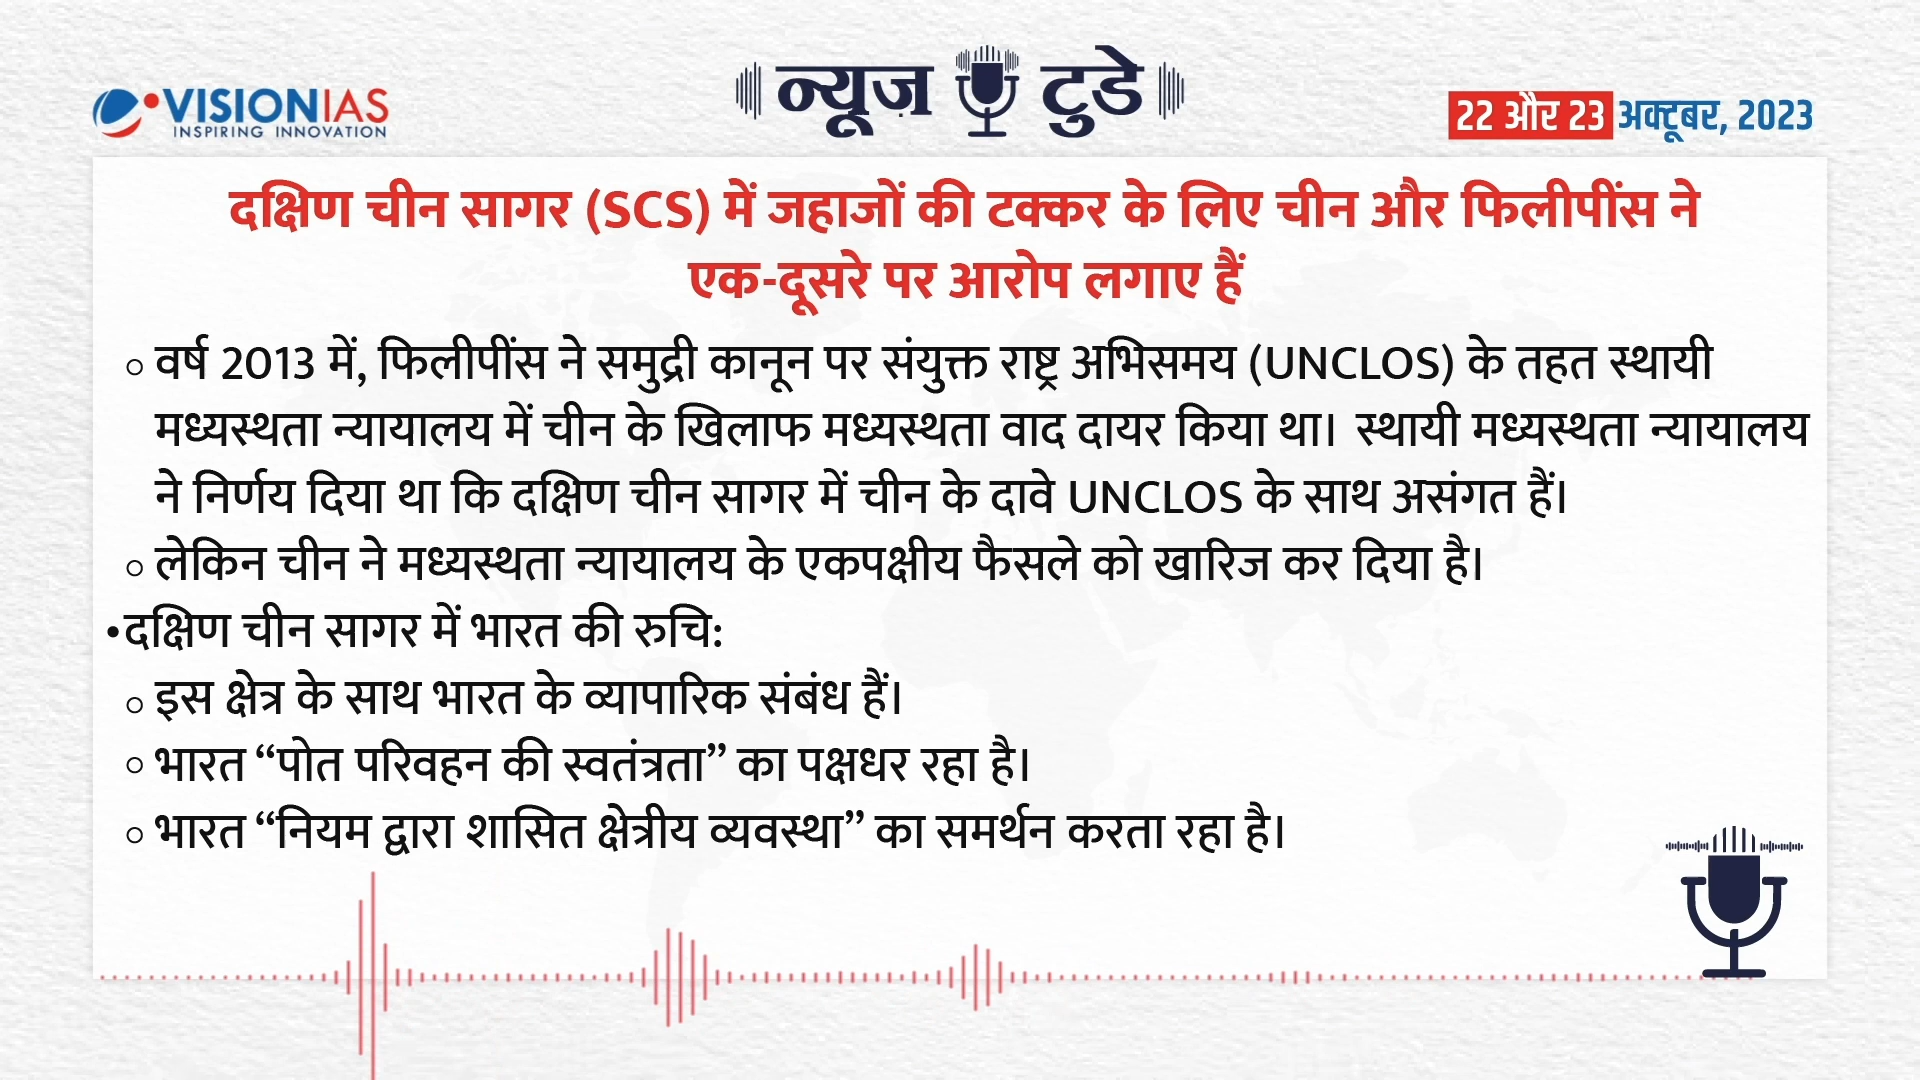 VISIONIAS
INSPIRING INNOVATION
न्यूज़ टुडे
22 और 23 अक्टूबर, 2023
दक्षिण चीन सागर (SCS) में जहाजों की टक्कर के लिए चीन और फिलीपींस ने
एक-दूसरे पर आरोप लगाए हैं
○ वर्ष 2013 में, फिलीपींस ने समुद्री कानून पर संयुक्त राष्ट्र अभिसमय (UNCLOS) के तहत स्थायी
मध्यस्थता न्यायालय में चीन के खिलाफ मध्यस्थता वाद दायर किया था। स्थायी मध्यस्थता न्यायालय
ने निर्णय दिया था कि दक्षिण चीन सागर में चीन के दावे UNCLOS के साथ असंगत हैं।
○ लेकिन चीन ने मध्यस्थता न्यायालय के एकपक्षीय फैसले को खारिज कर दिया है।
•दक्षिण चीन सागर में भारत की रुचि:
○ इस क्षेत्र के साथ भारत के व्यापारिक संबंध हैं।
○ भारत “पोत परिवहन की स्वतंत्रता” का पक्षधर रहा है।
○ भारत “नियम द्वारा शासित क्षेत्रीय व्यवस्था” का समर्थन करता रहा है।